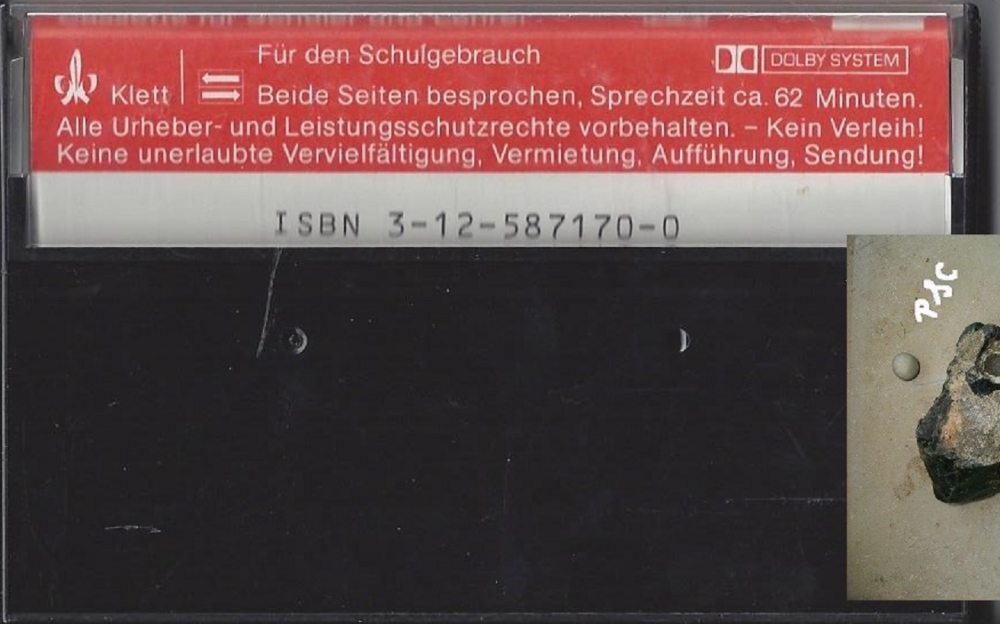 Für den Schulgebrauch
DOLBY SYSTEM
Klett
Beide Seiten besprochen, Sprechzeit ca. 62 Minuten.
Alle Urheber- und Leistungsschutzrechte vorbehalten. – Kein Verleih!
Keine unerlaubte Vervielfältigung, Vermietung, Aufführung, Sendung!
ISBN 3-12-587170-0